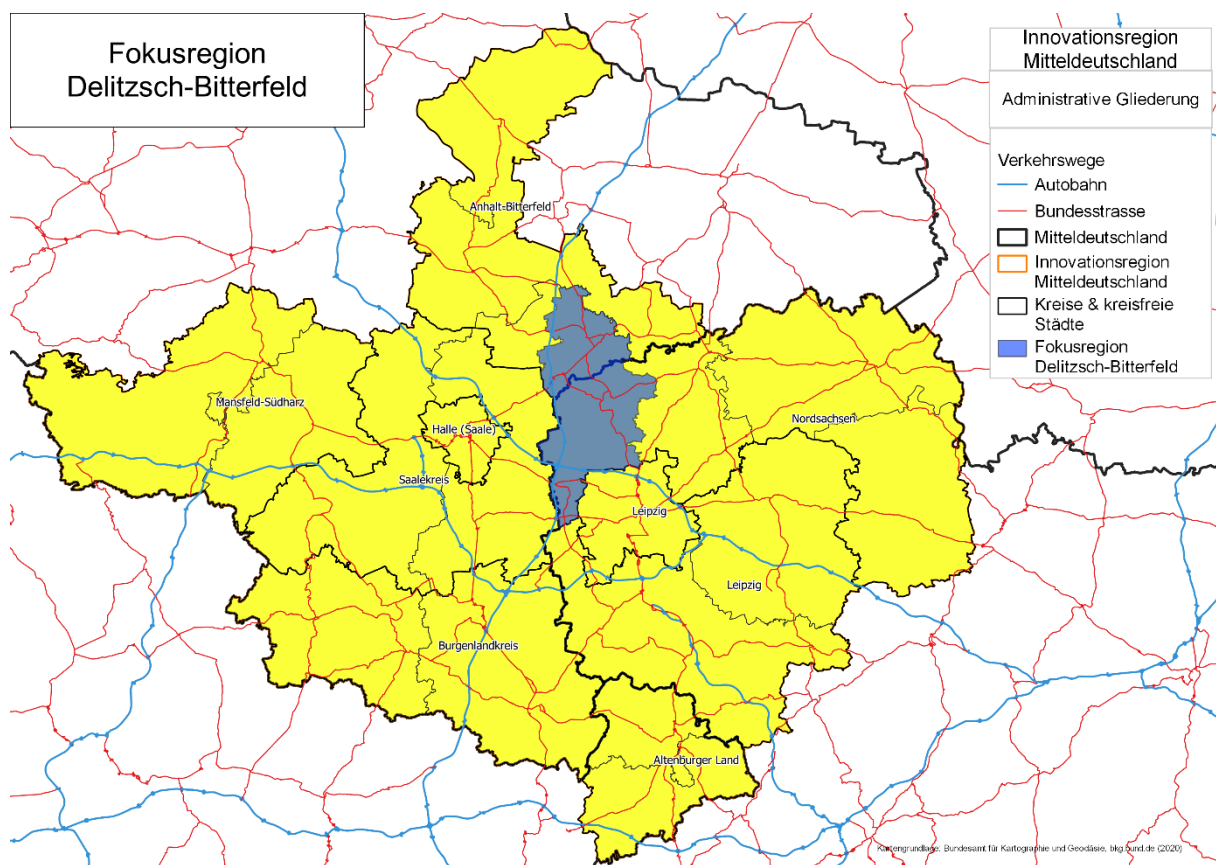 Fokusregion
Delitzsch-Bitterfeld
Innovationsregion
Mitteldeutschland
Administrative Gliederung
Verkehrswege
Autobahn
Bundesstrasse
Mitteldeutschland
Innovationsregion
Mitteldeutschland
Kreise & kreisfreie
Städte
Fokusregion
Delitzsch-Bitterfeld
Anhalt-Bitterfeld
Mansfeld-Südharz
Nordsachsen
Halle (Saale)
Saalekreis
Leipzig
Leipzig
Burgenlandkreis
Altenburger Land
Kartengrundlage: Bundesamt für Kartographie und Geodäsie, bkg.bund.de (2020)